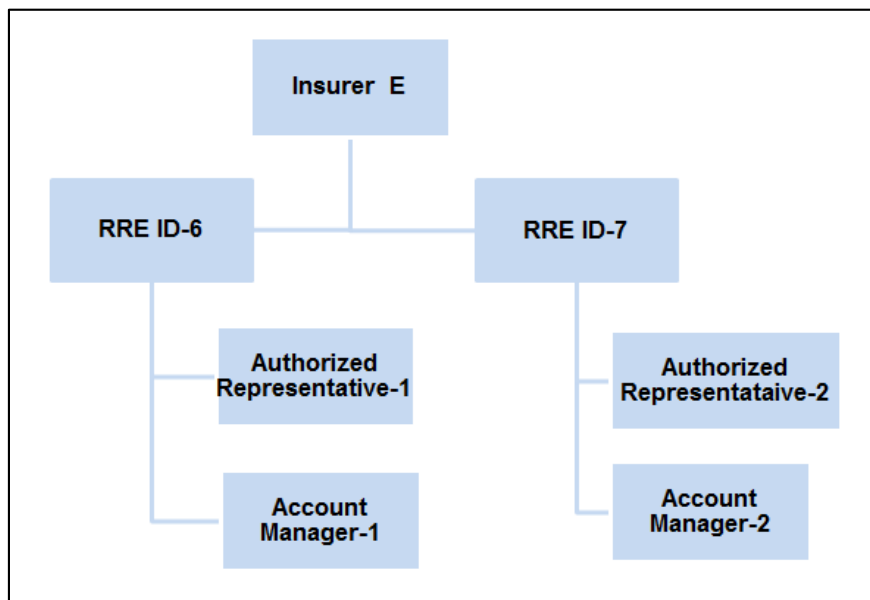 Insurer E
RRE ID-6
RRE ID-7
Authorized
Representative-1
Authorized
Representataive-2
Account
Manager-1
Account
Manager-2